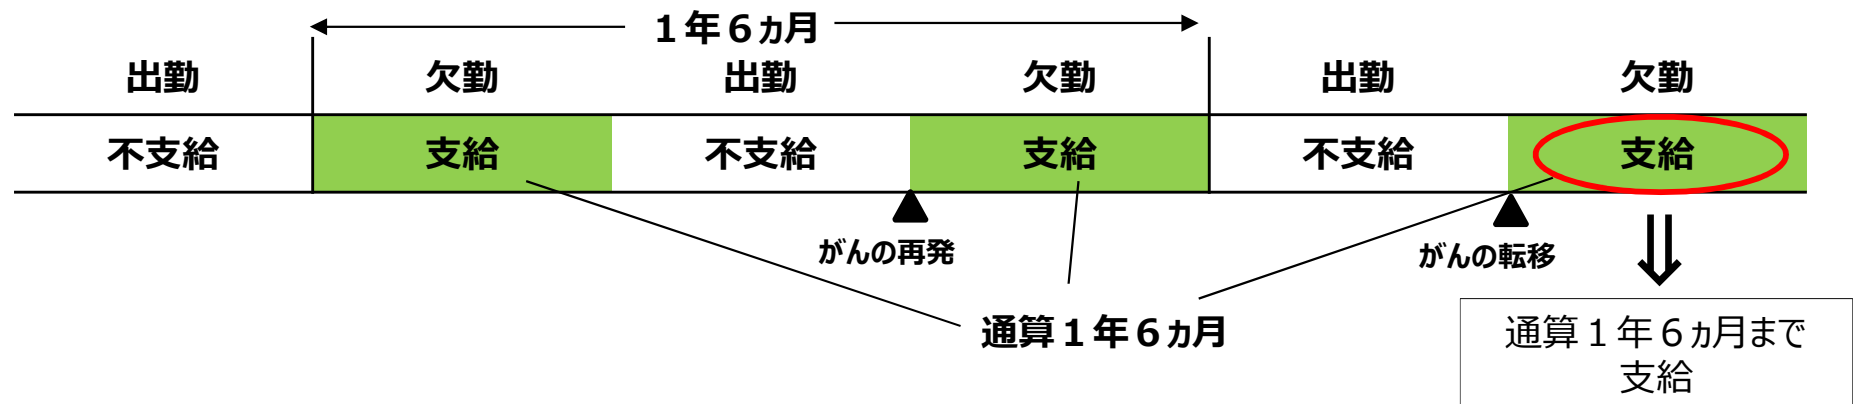 １年６ヵ月
出勤 欠勤 出勤 欠勤 出勤 欠勤
不支給 支給 不支給 支給 不支給 支給
がんの再発 がんの転移
通算１年６ヵ月
通算１年６ヵ月まで
支給